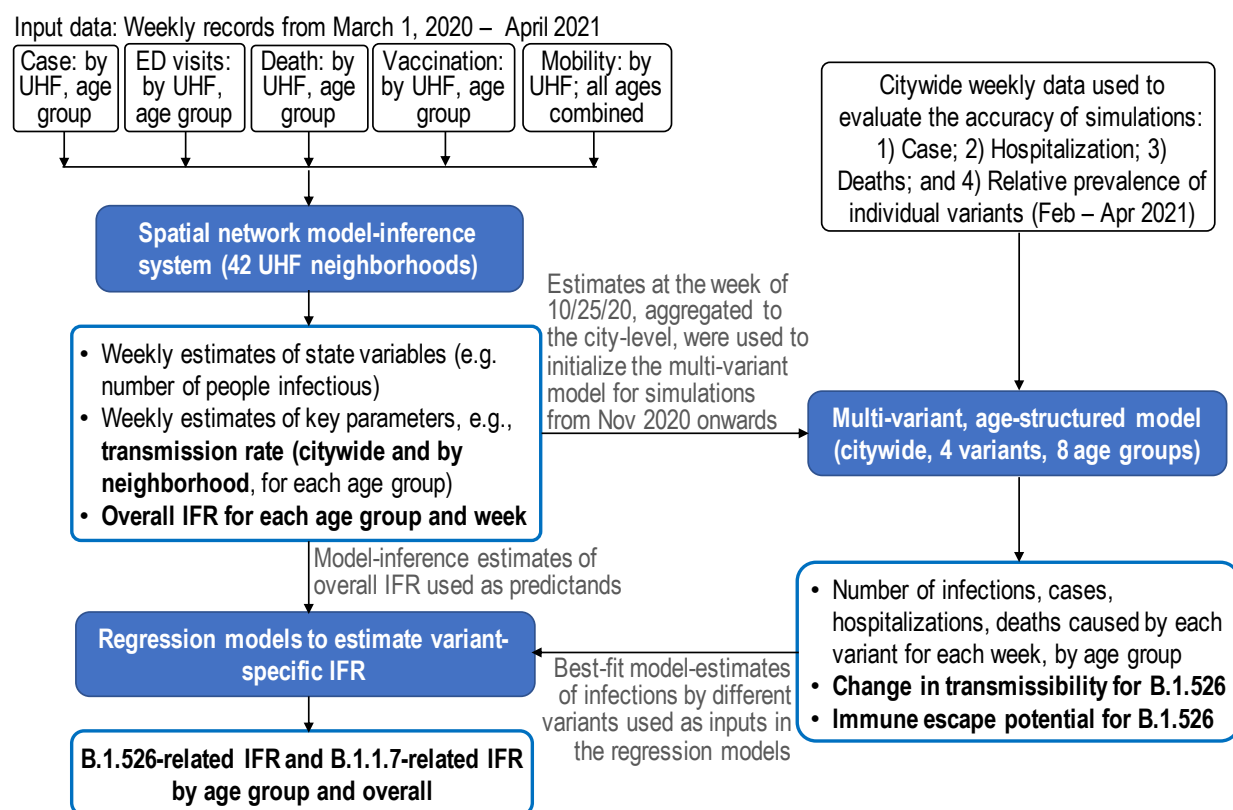 Input data: Weekly records from March 1, 2020 – April 2021
Case: by
UHF, age
group
ED visits:
by UHF,
age group
Death: by
UHF, age
group
Vaccination:
by UHF, age
group
Mobility: by
UHF; all ages
combined
Citywide weekly data used to
evaluate the accuracy of simulations:
1) Case; 2) Hospitalization; 3)
Deaths; and 4) Relative prevalence of
individual variants (Feb – Apr 2021)
Spatial network model-inference
system (42 UHF neighborhoods)
Estimates at the week of
10/25/20, aggregated to
the city-level, were used to
initialize the multi-variant
model for simulations
from Nov 2020 onwards
• Weekly estimates of state variables (e.g.
number of people infectious)
• Weekly estimates of key parameters, e.g.,
transmission rate (citywide and by
neighborhood, for each age group)
• Overall IFR for each age group and week
Multi-variant, age-structured model
(citywide, 4 variants, 8 age groups)
Model-inference estimates of
overall IFR used as predictands
• Number of infections, cases,
hospitalizations, deaths caused by each
variant for each week, by age group
• Change in transmissibility for B.1.526
• Immune escape potential for B.1.526
Regression models to estimate variant-
specific IFR
Best-fit model-estimates
of infections by different
variants used as inputs in
the regression models
B.1.526-related IFR and B.1.1.7-related IFR
by age group and overall